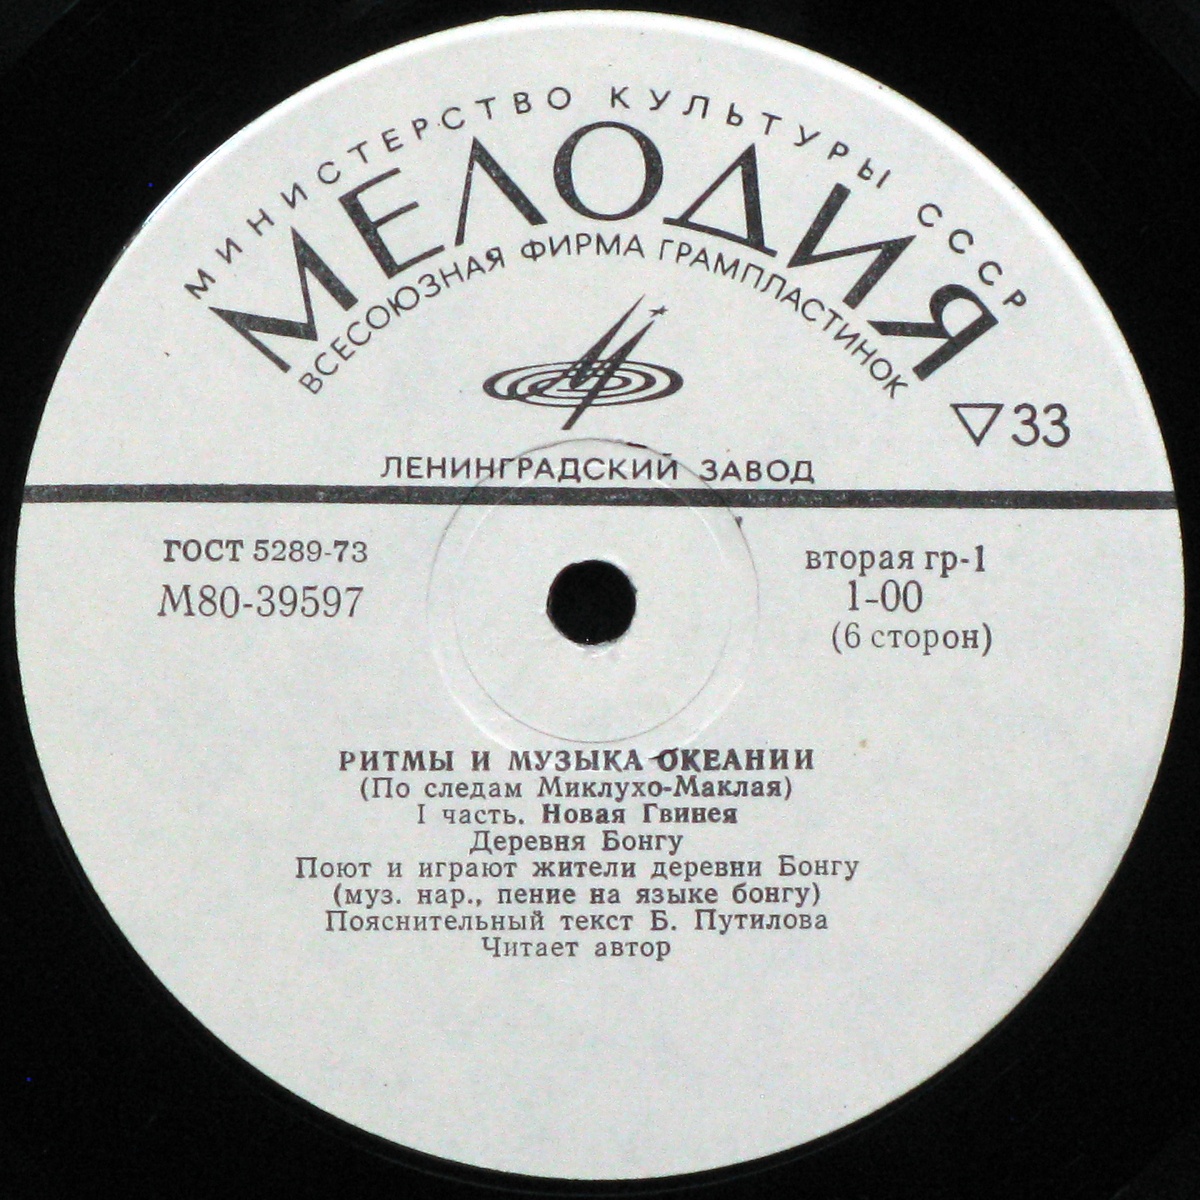 МИНИСТЕРСТВО КУЛЬТУРЫ СССР
МЕЛОДИЯ
ВСЕСОЮЗНАЯ ФИРМА ГРАМПЛАСТИНОК
▽33
ЛЕНИНГРАДСКИЙ ЗАВОД
ГОСТ 5289-73
М80-39597
вторая гр-1
1-00
(6 сторон)
РИТМЫ И МУЗЫКА ОКЕАНИИ
(По следам Миклухо-Маклая)
I часть. Новая Гвинея
Деревня Бонгу
Поют и играют жители деревни Бонгу
(муз. нар., пение на языке бонгу)
Пояснительный текст Б. Путилова
Читает автор